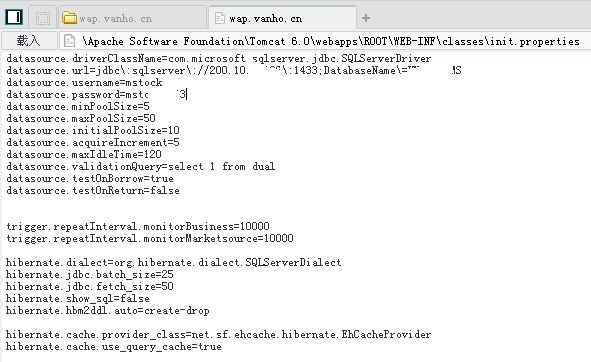 wap.vanho.cn
wap.vanho.cn
載入
\Apache Software Foundation\Tomcat 6.0\webapps\ROOT\WEB-INF\classes\init.properties
datasource.driverClassName=com.microsoft sqlserver.jdbc.SQLServerDriver
datasource.url=jdbc\:sqlserver\://200.10. \:1433;DatabaseName\= MS
datasource.username=mstock
datasource.password=mstc 3
datasource.minPoolSize=5
datasource.maxPoolSize=50
datasource.initialPoolSize=10
datasource.acquireIncrement=5
datasource.maxIdleTime=120
datasource.validationQuery=select 1 from dual
datasource.testOnBorrow=true
datasource.testOnReturn=false
trigger.repeatInterval.monitorBusiness=10000
trigger.repeatInterval.monitorMarketsource=10000
hibernate.dialect=org.hibernate.dialect.SQLServerDialect
hibernate.jdbc.batch_size=25
hibernate.jdbc.fetch_size=50
hibernate.show_sql=false
hibernate.hbm2ddl.auto=create-drop
hibernate.cache.provider_class=net.sf.ehcache.hibernate.EhCacheProvider
hibernate.cache.use_query_cache=true